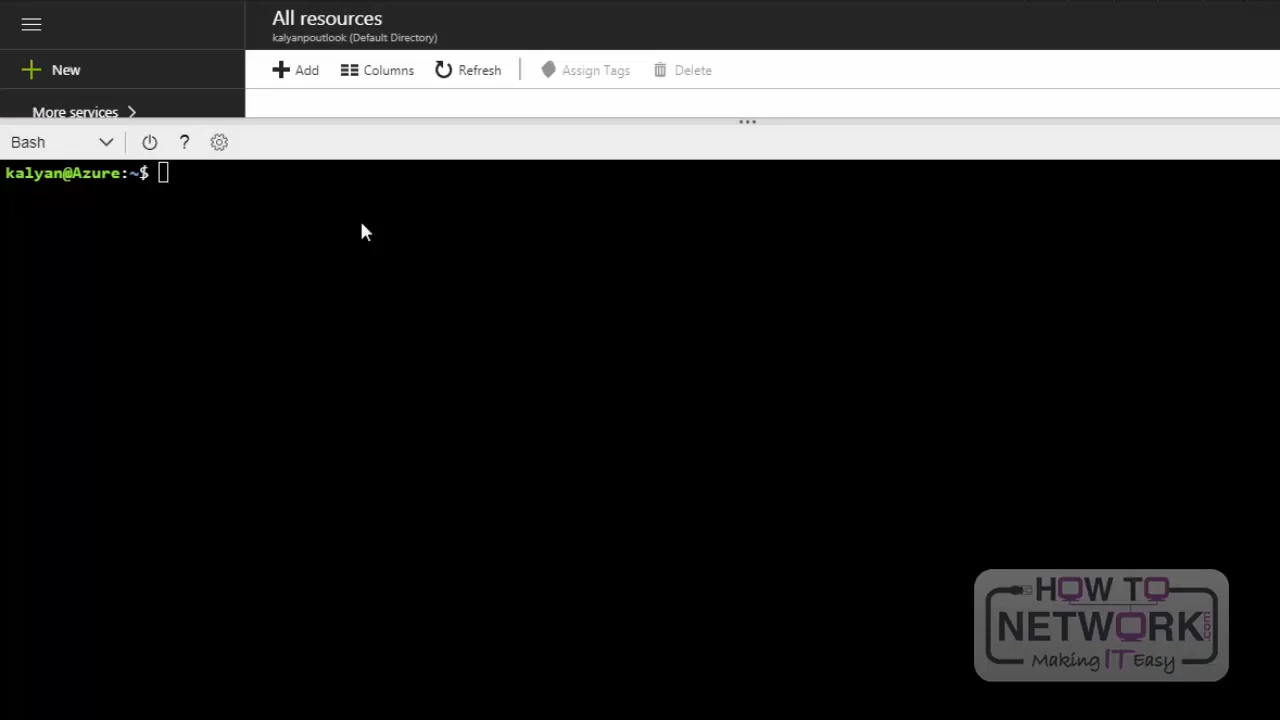 All resources
kalyanpoutlook (Default Directory)
New
Add Columns Refresh Assign Tags Delete
More services
Bash ?
kalyan@Azure:~$
HOW TO
NETWORK.com
Making IT Easy